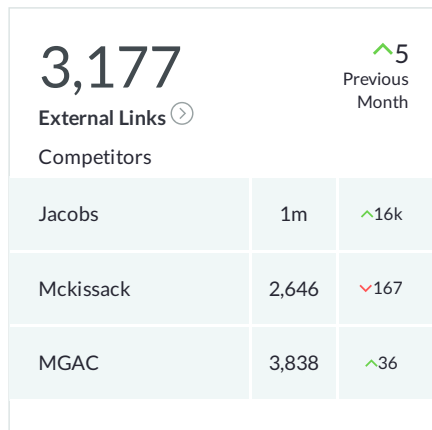 3,177
5
Previous
Month
External Links
Competitors
Jacobs 1m 16k
Mckissack 2,646 167
MGAC 3,838 36